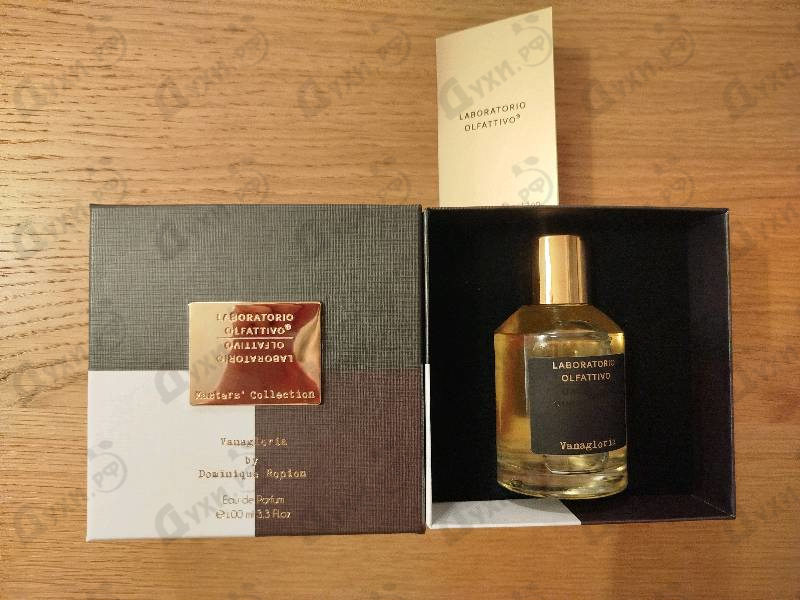 LABORATORIO
OLFATTIVO®
LABORATORIO
OLFATTIVO®
OLFATTIVO
LABORATORIO
Masters' Collection
Vanagloria
by
Dominique Ropion
Eau de Parfum
℮100 ml 3.3 Fl.oz
LABORATORIO
OLFATTIVO
Vanagloria
Духи.РФ